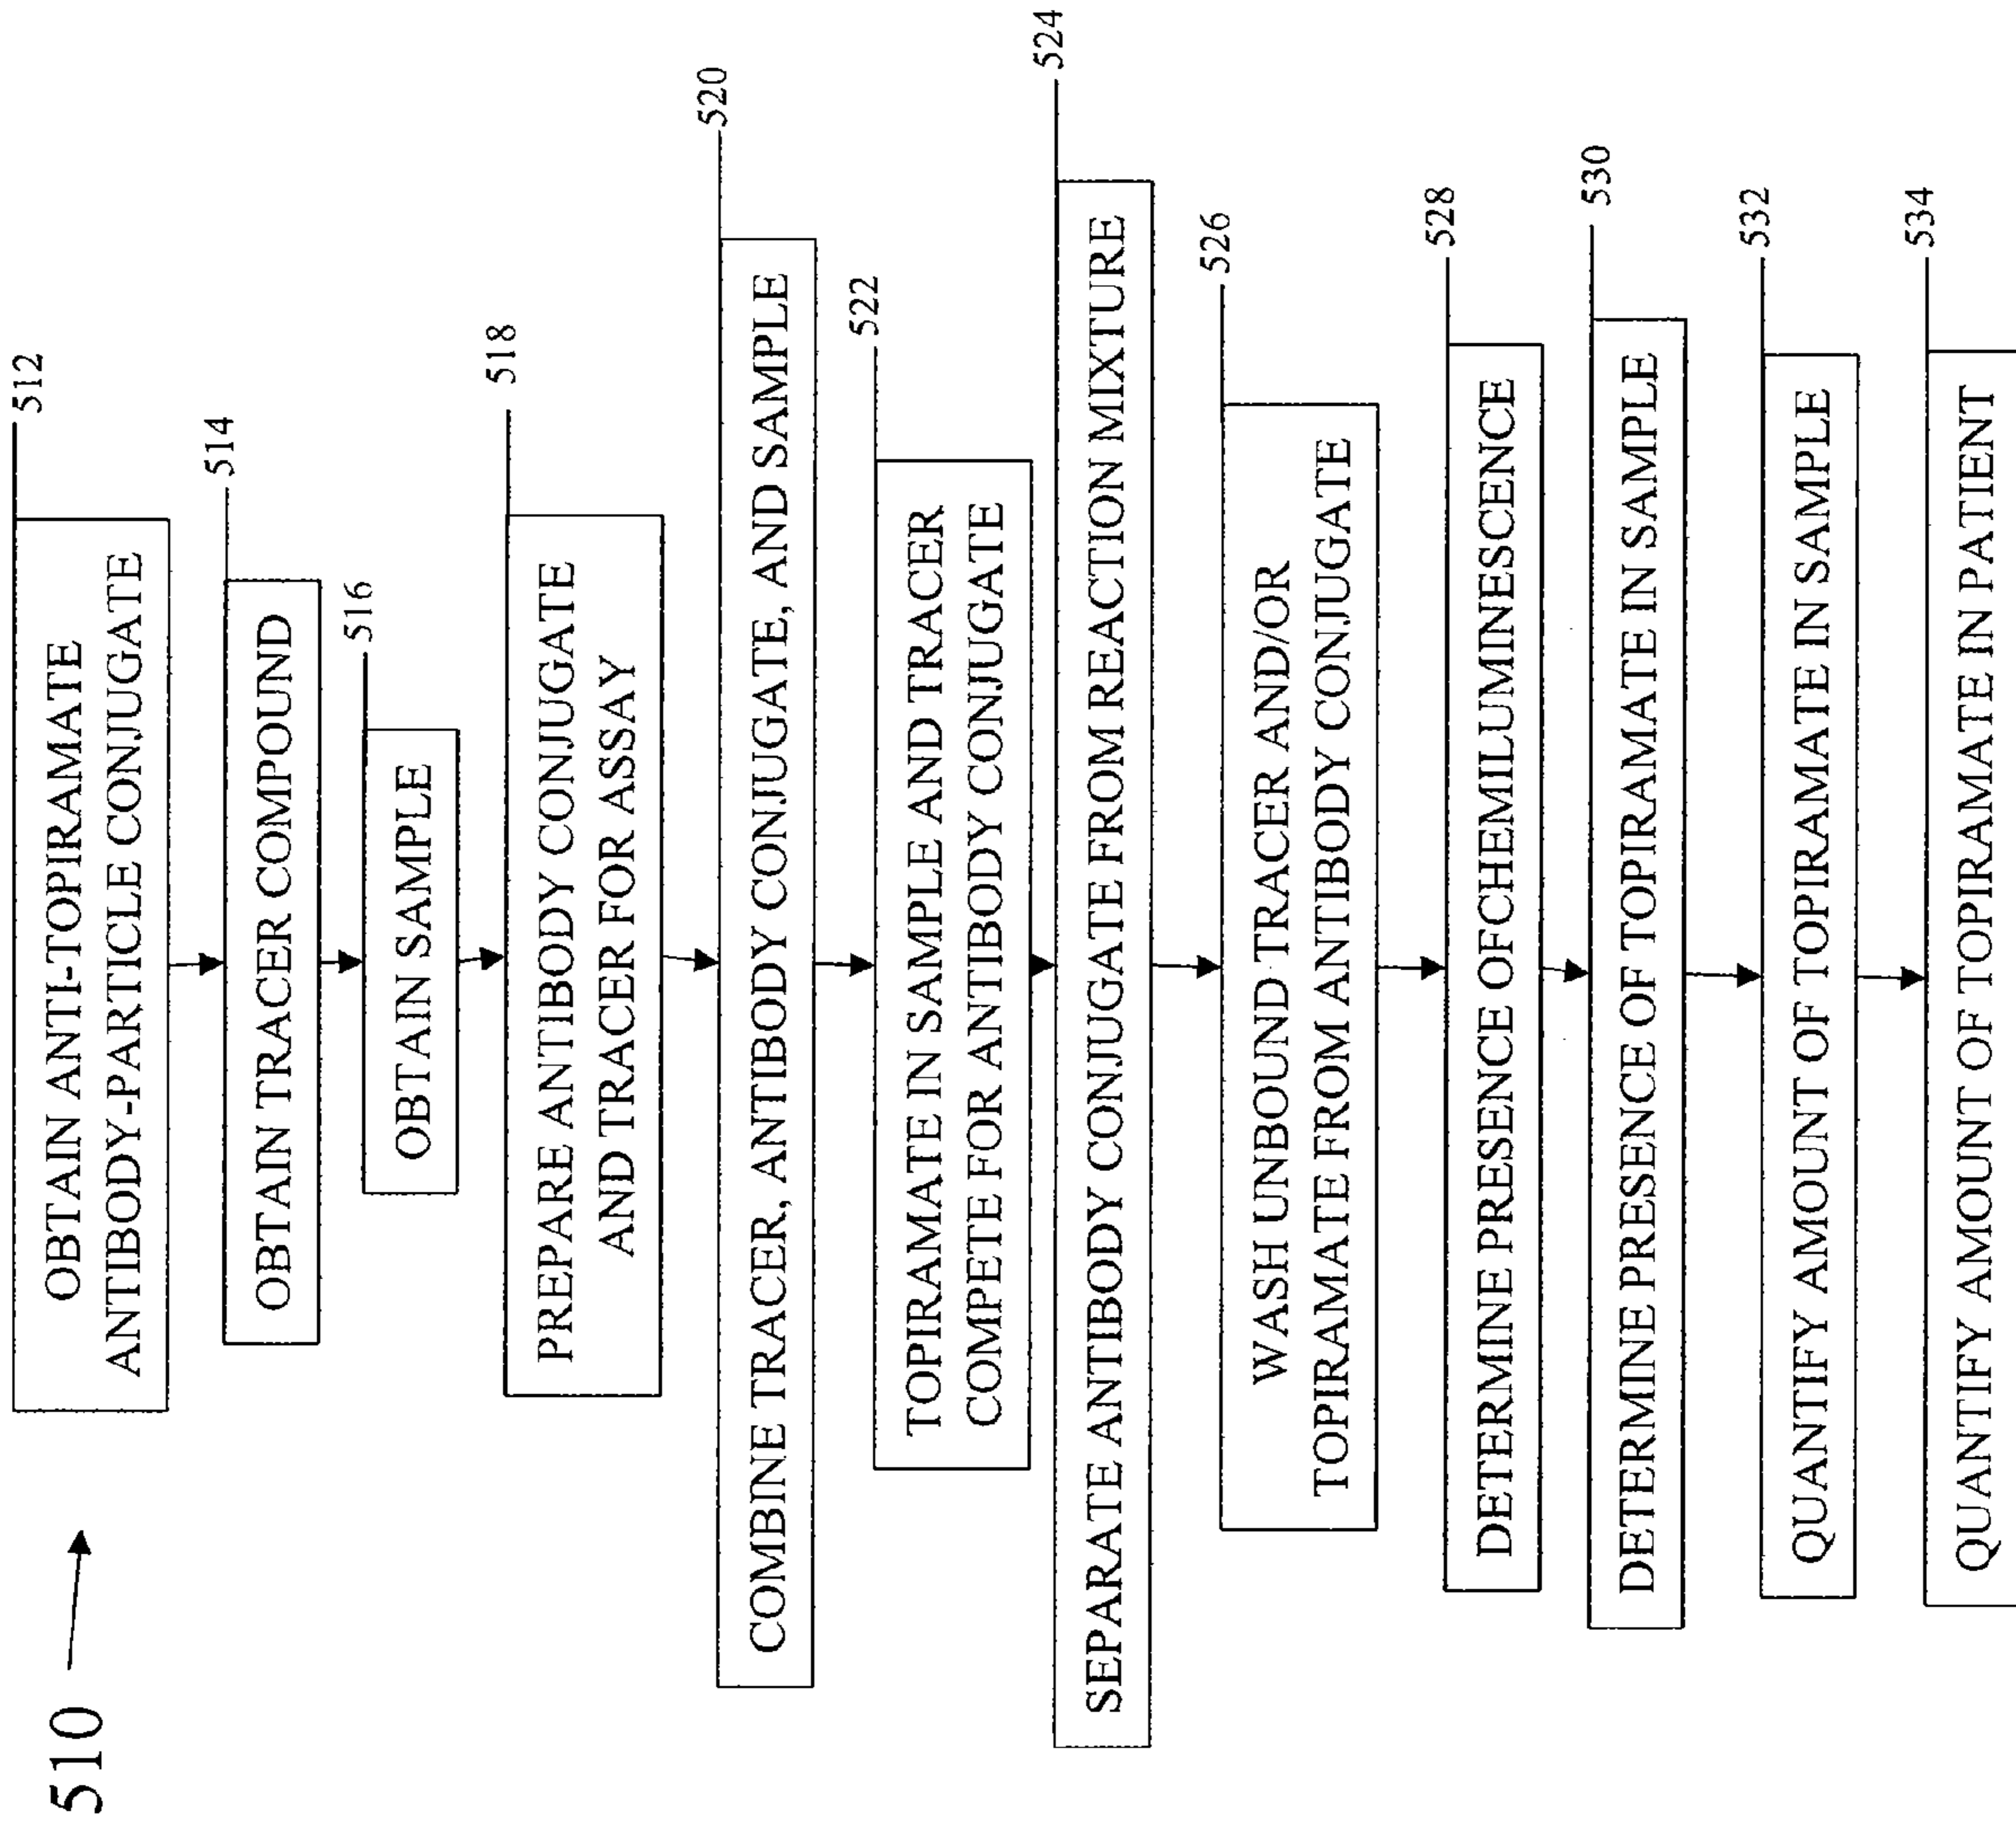 510
512
OBTAIN ANTI-TOPIRAMATE
ANTIBODY-PARTICLE CONJUGATE
514
OBTAIN TRACER COMPOUND
516
OBTAIN SAMPLE
518
PREPARE ANTIBODY CONJUGATE
AND TRACER FOR ASSAY
520
COMBINE TRACER, ANTIBODY CONJUGATE, AND SAMPLE
522
TOPIRAMATE IN SAMPLE AND TRACER
COMPETE FOR ANTIBODY CONJUGATE
524
SEPARATE ANTIBODY CONJUGATE FROM REACTION MIXTURE
526
WASH UNBOUND TRACER AND/OR
TOPIRAMATE FROM ANTIBODY CONJUGATE
528
DETERMINE PRESENCE OFCHEMILUMINESCENCE
530
DETERMINE PRESENCE OF TOPIRAMATE IN SAMPLE
532
QUANTIFY AMOUNT OF TOPIRAMATE IN SAMPLE
534
QUANTIFY AMOUNT OF TOPIRAMATE IN PATIENT